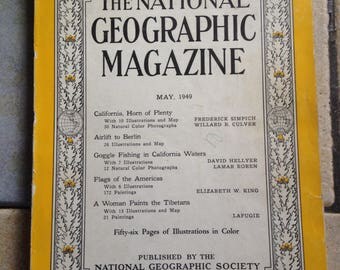 THE NATIONAL
GEOGRAPHIC
MAGAZINE
MAY, 1949
California, Horn of Plenty
With 10 Illustrations and Map FREDERICK SIMPICH
30 Natural Color Photographs WILLARD R. CULVER
Airlift to Berlin
26 Illustrations and Map
Goggle Fishing in California Waters
With 7 Illustrations DAVID HELLYER
12 Natural Color Photographs LAMAR BOREN
Flags of the Americas
With 6 Illustrations
172 Paintings ELIZABETH W. KING
A Woman Paints the Tibetans
With 13 Illustrations and Map
21 Paintings LAFUGIE
Fifty-six Pages of Illustrations in Color
PUBLISHED BY THE
NATIONAL GEOGRAPHIC SOCIETY